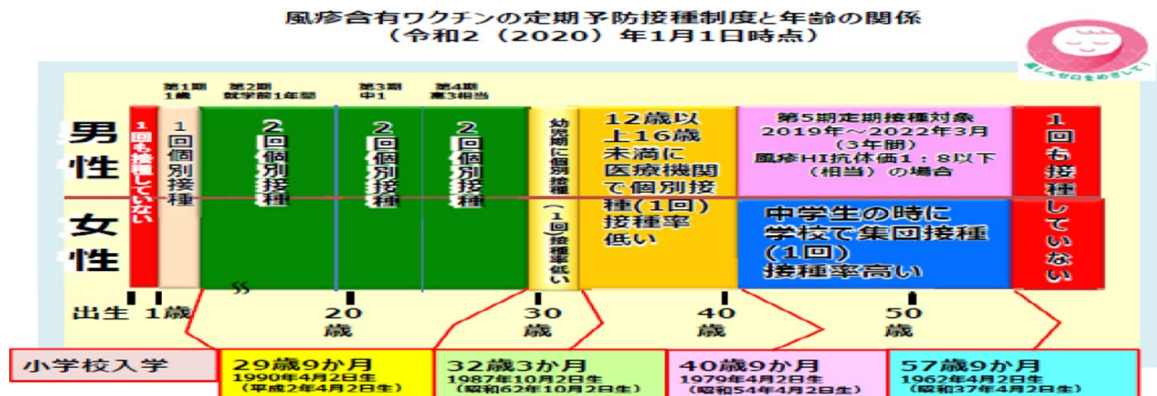 風疹含有ワクチンの定期予防接種制度と年齢の関係
（令和2（2020）年1月1日時点）
風しんゼロをめざして！
第1期
1歳
第2期
就学前1年間
第3期
中1
第4期
高3相当
男性
女性
1回も接種していない
1回個別接種
2回個別接種
2回個別接種
2回個別接種
幼児期に個別接種(1回)接種率低い
12歳以
上16歳
未満に
医療機関
で個別接
種(1回)
接種率
低い
第5期定期接種対象
2019年～2022年3月
(3年間)
風疹HI抗体価1：8以下
(相当）の場合
中学生の時に
学校で集団接種
(1回)
接種率高い
1回も接種していない
出生
1歳
20
歳
30
歳
40
歳
50
歳
小学校入学
29歳9か月
1990年4月2日生
(平成2年4月2日生)
32歳3か月
1987年10月2日生
(昭和62年10月2日生)
40歳9か月
1979年4月2日生
(昭和54年4月2日生)
57歳9か月
1962年4月2日生
(昭和37年4月2日生)